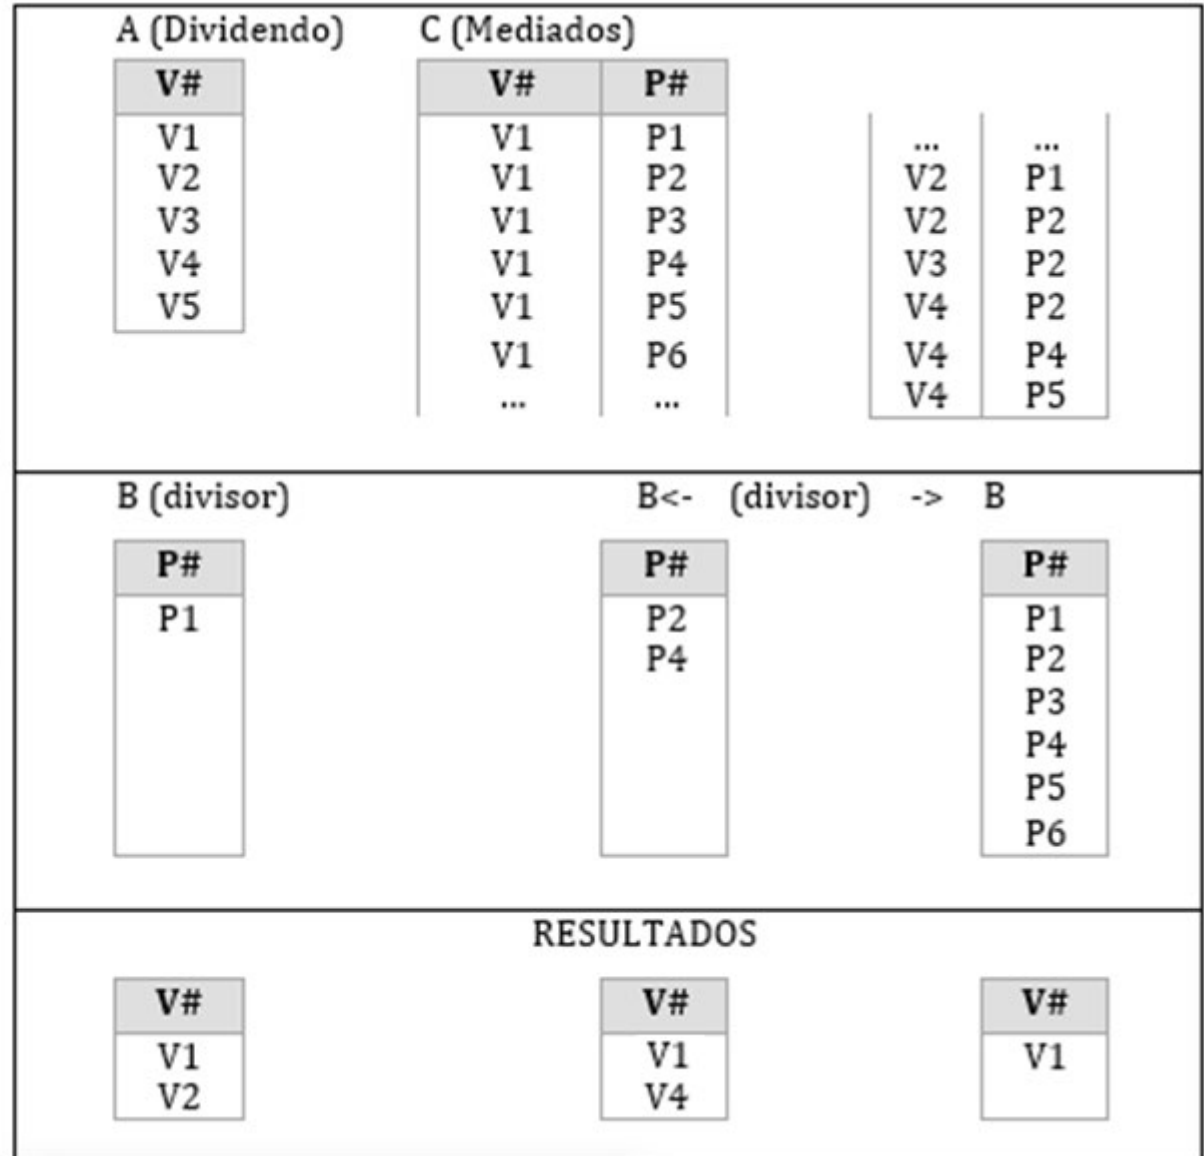 A (Dividendo) C (Mediados)
V# V# P#
V1 V1 P1 ... ...
V2 V1 P2 V2 P1
V3 V1 P3 V2 P2
V4 V1 P4 V3 P2
V5 V1 P5 V4 P2
V1 P6 V4 P4
... ... V4 P5
B (divisor) B<- (divisor) -> B
P# P# P#
P1 P2 P1
P4 P2
P3
P4
P5
P6
RESULTADOS
V# V# V#
V1 V1 V1
V2 V4